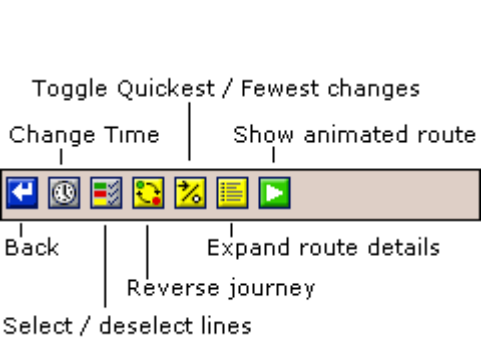 Toggle Quickest / Fewest changes
Change Time
Show animated route
Back
Expand route details
Reverse journey
Select / deselect lines